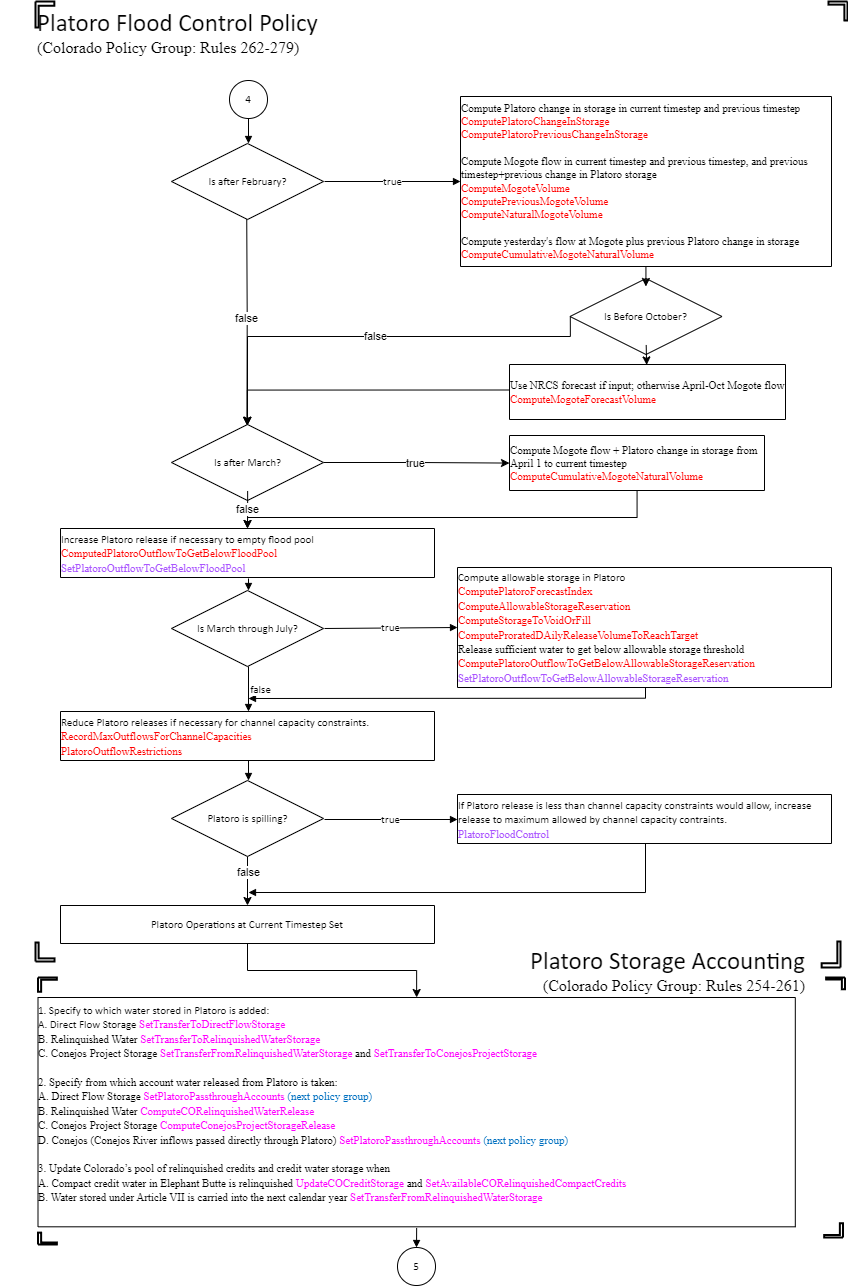 Platoro Flood Control Policy
(Colorado Policy Group: Rules 262-279)
4
Compute Platoro change in storage in current timestep and previous timestep
ComputePlatoroChangeInStorage
ComputePlatoroPreviousChangeInStorage
Compute Mogote flow in current timestep and previous timestep, and previous
timestep+previous change in Platoro storage
ComputeMogoteVolume
ComputePreviousMogoteVolume
ComputeNaturalMogoteVolume
Compute yesterday's flow at Mogote plus previous Platoro change in storage
ComputeCumulativeMogoteNaturalVolume
Is after February?
true
false
Is Before October?
false
Use NRCS forecast if input; otherwise April-Oct Mogote flow
ComputeMogoteForecastVolume
Is after March?
true
Compute Mogote flow + Platoro change in storage from
April 1 to current timestep
ComputeCumulativeMogoteNaturalVolume
false
Increase Platoro release if necessary to empty flood pool
ComputedPlatoroOutflowToGetBelowFloodPool
SetPlatoroOutflowToGetBelowFloodPool
Is March through July?
true
Compute allowable storage in Platoro
ComputePlatoroForecastIndex
ComputeAllowableStorageReservation
ComputeStorageToVoidOrFill
ComputeProratedDAilyReleaseVolumeToReachTarget
Release sufficient water to get below allowable storage threshold
ComputePlatoroOutflowToGetBelowAllowableStorageReservation
SetPlatoroOutflowToGetBelowAllowableStorageReservation
false
Reduce Platoro releases if necessary for channel capacity constraints.
RecordMaxOutflowsForChannelCapacities
PlatoroOutflowRestrictions
Platoro is spilling?
true
If Platoro release is less than channel capacity constraints would allow, increase
release to maximum allowed by channel capacity contraints.
PlatoroFloodControl
false
Platoro Operations at Current Timestep Set
Platoro Storage Accounting
(Colorado Policy Group: Rules 254-261)
1. Specify to which water stored in Platoro is added:
A. Direct Flow Storage SetTransferToDirectFlowStorage
B. Relinquished Water SetTransferToRelinquishedWaterStorage
C. Conejos Project Storage SetTransferFromRelinquishedWaterStorage and SetTransferToConejosProjectStorage
2. Specify from which account water released from Platoro is taken:
A. Direct Flow Storage SetPlatoroPassthroughAccounts (next policy group)
B. Relinquished Water ComputeCORelinquishedWaterRelease
C. Conejos Project Storage ComputeConejosProjectStorageRelease
D. Conejos (Conejos River inflows passed directly through Platoro) SetPlatoroPassthroughAccounts (next policy group)
3. Update Colorado's pool of relinquished credits and credit water storage when
A. Compact credit water in Elephant Butte is relinquished UpdateCOCreditStorage and SetAvailableCORelinquishedCompactCredits
B. Water stored under Article VII is carried into the next calendar year SetTransferFromRelinquishedWaterStorage
5